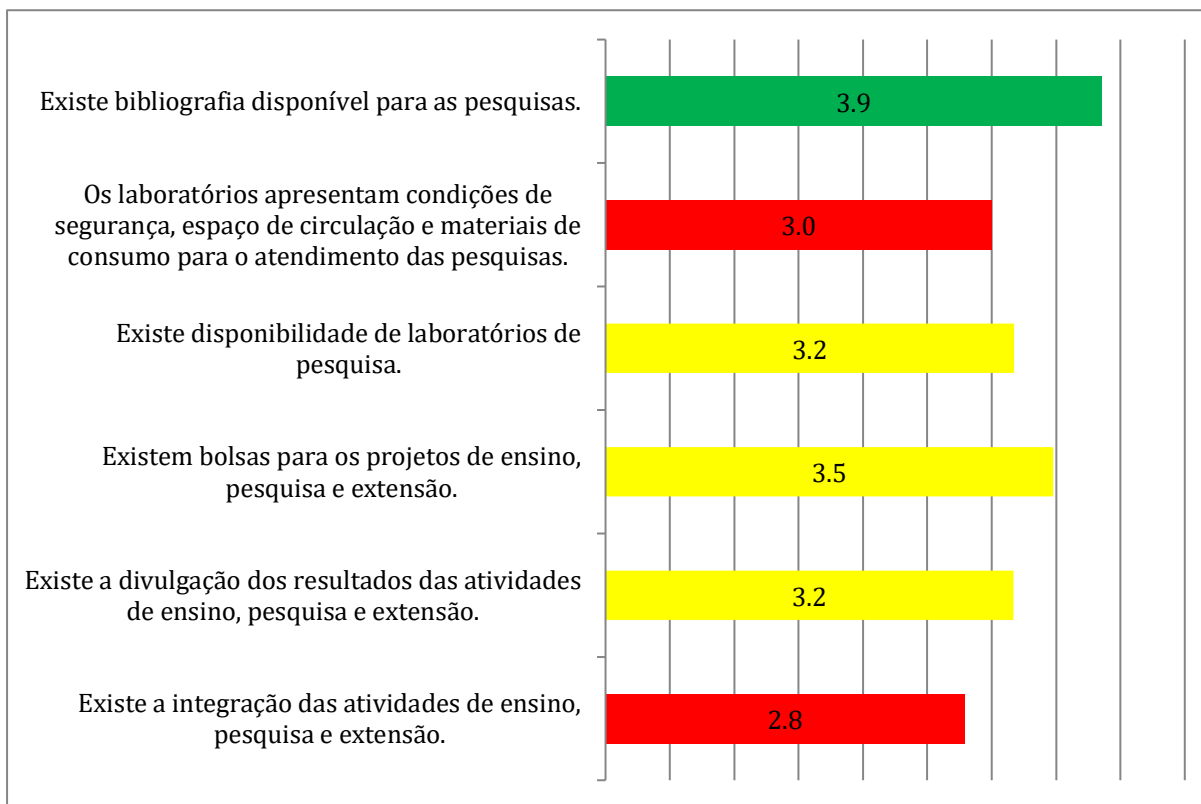 Existe bibliografia disponível para as pesquisas.
3.9
Os laboratórios apresentam condições de
segurança, espaço de circulação e materiais de
consumo para o atendimento das pesquisas.
3.0
Existe disponibilidade de laboratórios de
pesquisa.
3.2
Existem bolsas para os projetos de ensino,
pesquisa e extensão.
3.5
Existe a divulgação dos resultados das atividades
de ensino, pesquisa e extensão.
3.2
Existe a integração das atividades de ensino,
pesquisa e extensão.
2.8